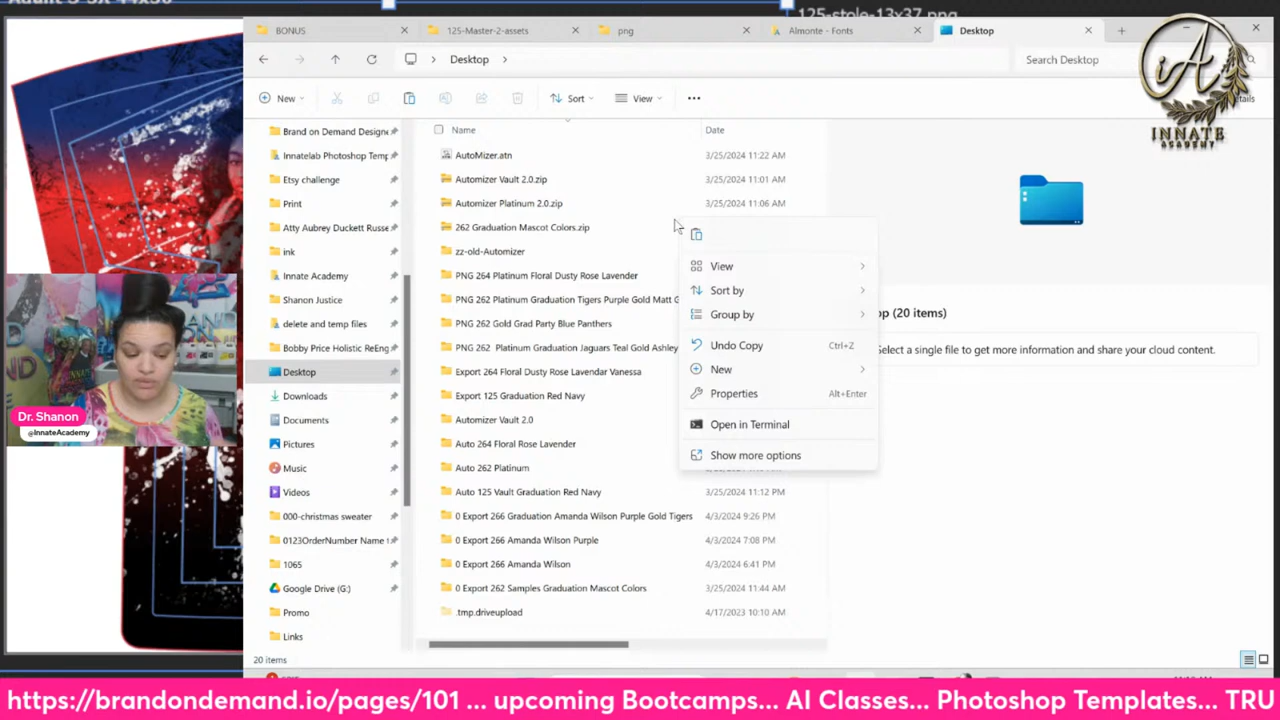 Adult S-5X 44x36
125-stole-13x37.png
BONUS
125-Master-2-assets
png
Almonte - Fonts
Desktop
Desktop
Search Desktop
New
Sort
View
Name
Date
Brand on Demand Designe
Innatelab Photoshop Temp
Etsy challenge
Print
Atty Aubrey Duckett Russe
ink
Innate Academy
Shanon Justice
delete and temp files
Bobby Price Holistic ReEng
Desktop
Downloads
Documents
Pictures
Music
Videos
000-christmas sweater
0123OrderNumber Name
1065
Google Drive (G:)
Promo
Links
AutoMizer.atn 3/25/2024 11:22 AM
Automizer Vault 2.0.zip 3/25/2024 11:01 AM
Automizer Platinum 2.0.zip 3/25/2024 11:06 AM
262 Graduation Mascot Colors.zip
zz-old-Automizer
PNG 264 Platinum Floral Dusty Rose Lavender
PNG 262 Platinum Graduation Tigers Purple Gold Matt G
PNG 262 Gold Grad Party Blue Panthers
PNG 262 Platinum Graduation Jaguars Teal Gold Ashley
Export 264 Floral Dusty Rose Lavendar Vanessa
Export 125 Graduation Red Navy
Automizer Vault 2.0
Auto 264 Floral Rose Lavender
Auto 262 Platinum
Auto 125 Vault Graduation Red Navy 3/25/2024 11:12 PM
0 Export 266 Graduation Amanda Wilson Purple Gold Tigers 4/3/2024 9:26 PM
0 Export 266 Amanda Wilson Purple 4/3/2024 7:08 PM
0 Export 266 Amanda Wilson 4/3/2024 6:41 PM
0 Export 262 Samples Graduation Mascot Colors 3/25/2024 11:44 AM
.tmp.driveupload 4/17/2023 10:10 AM
View
Sort by
Group by
Undo Copy Ctrl+Z
New
Properties Alt+Enter
Open in Terminal
Show more options
op (20 items)
Select a single file to get more information and share your cloud content.
20 items
iA
INNATE
ACADEMY
Dr. Shanon
@InnateAcademy
https://brandondemand.io/pages/101 ... upcoming Bootcamps... AI Classes... Photoshop Templates... TRU